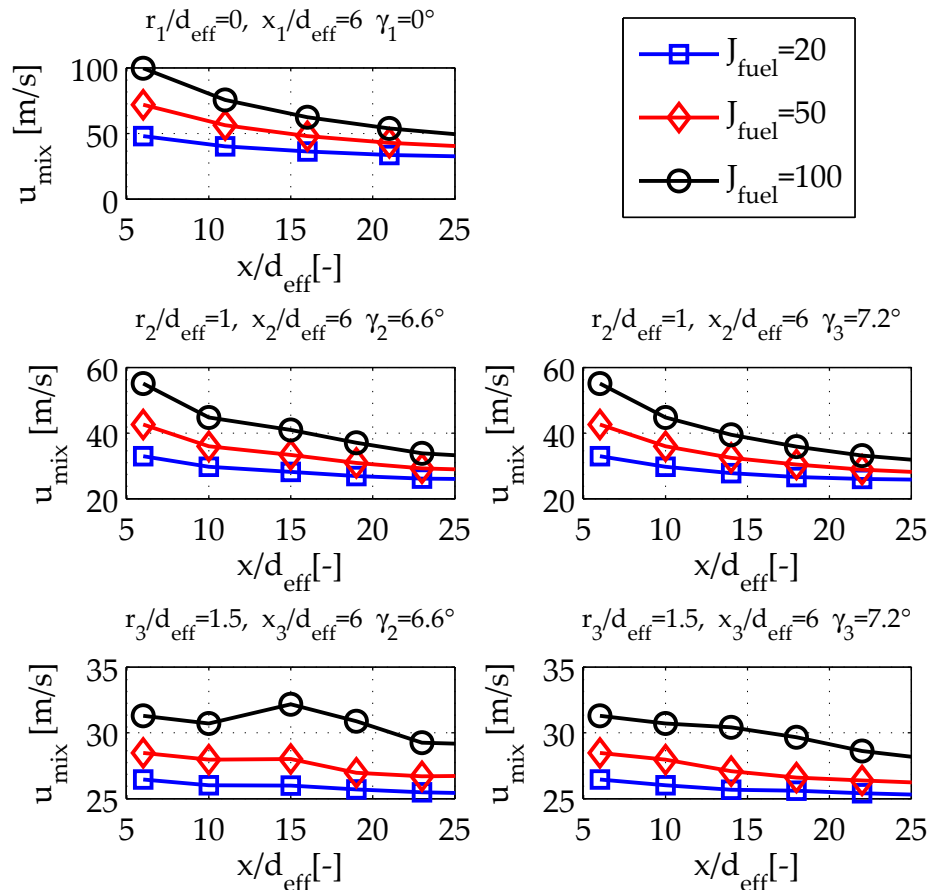 r1/deff=0, x1/deff=6 γ1=0°
umix [m/s]
100
50
0
5 10 15 20 25
x/deff[-]
Jfuel=20
Jfuel=50
Jfuel=100
r2/deff=1, x2/deff=6 γ2=6.6°
umix [m/s]
60
40
20
5 10 15 20 25
x/deff[-]
r2/deff=1, x2/deff=6 γ3=7.2°
umix [m/s]
60
40
20
5 10 15 20 25
x/deff[-]
r3/deff=1.5, x3/deff=6 γ2=6.6°
umix [m/s]
35
30
25
5 10 15 20 25
x/deff[-]
r3/deff=1.5, x3/deff=6 γ3=7.2°
umix [m/s]
35
30
25
5 10 15 20 25
x/deff[-]